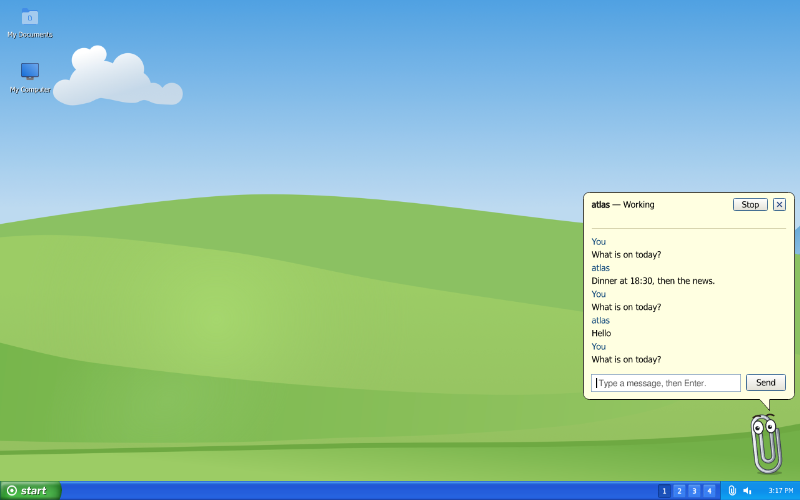 My Documents
My Computer
atlas — Working
Stop
You
What is on today?
atlas
Dinner at 18:30, then the news.
You
What is on today?
atlas
Hello
You
What is on today?
Type a message, then Enter.
Send
start
1 2 3 4
3:17 PM